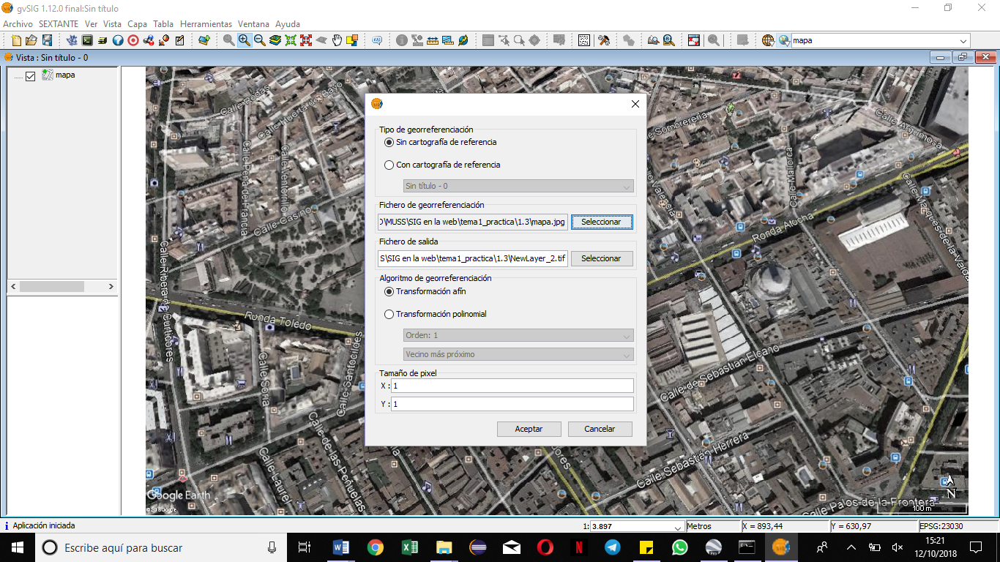 gvSIG 1.12.0 final:Sin título
Archivo SEXTANTE Ver Vista Capa Tabla Herramientas Ventana Ayuda
mapa
Vista : Sin título - 0
mapa
Tipo de georreferenciación
Sin cartografía de referencia
Con cartografía de referencia
Sin título - 0
Fichero de georreferenciación
)\MUSS\SIG en la web\tema1_practica\1.3\mapa.jpg Seleccionar
Fichero de salida
S\SIG en la web\tema1_practica\1.3\NewLayer_2.tif Seleccionar
Algoritmo de georreferenciación
Transformación afín
Transformación polinomial
Orden: 1
Vecino más próximo
Tamaño de pixel
X : 1
Y : 1
Aceptar Cancelar
Calle Rodas
Calle Huerta del Bayo
Calle Peña de Francia
Calle Ventorrillo
Calle Casino
Calle Ribera de Curtidores
Ronda Toledo
Calle Soria
Calle Santocildes
Calle de las Peñuelas
Calle Laurel
Calle Somorrería
Calle Argumosa
Calle Mallorca
Valencia
Ronda Atocha
Calle de Sebastián Elcano
Calle Sebastián Herrera
Calle Palos de la Frontera
Google Earth
N
100 m
Aplicación iniciada
1: 3.897 Metros X = 893,44 Y = 630,97 EPSG:23030
Escribe aquí para buscar
15:21
12/10/2018